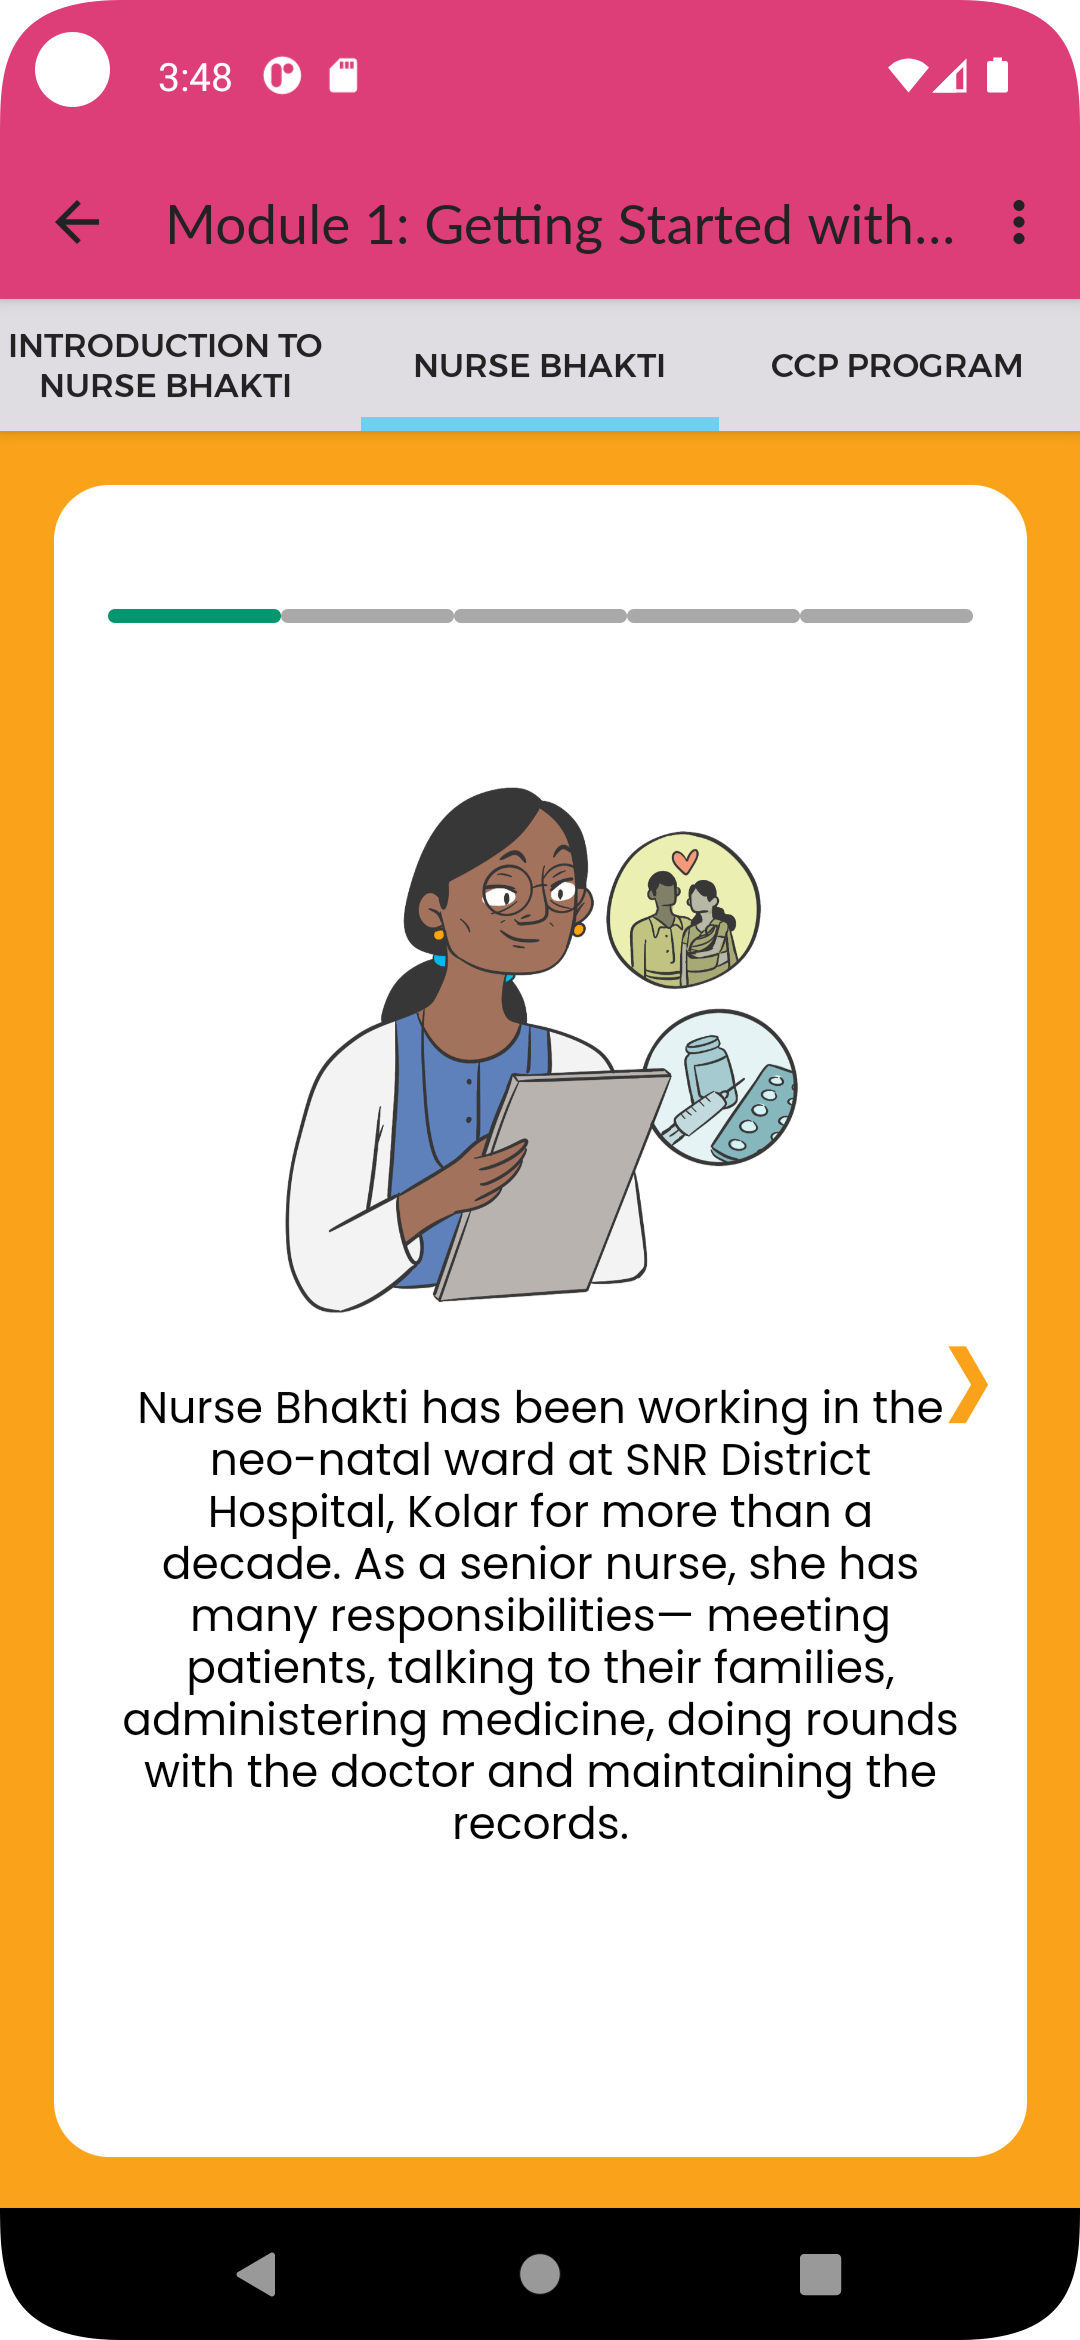 3:48
Module 1: Getting Started with...
INTRODUCTION TO
NURSE BHAKTI
NURSE BHAKTI
CCP PROGRAM
Nurse Bhakti has been working in the
neo-natal ward at SNR District
Hospital, Kolar for more than a
decade. As a senior nurse, she has
many responsibilities— meeting
patients, talking to their families,
administering medicine, doing rounds
with the doctor and maintaining the
records.